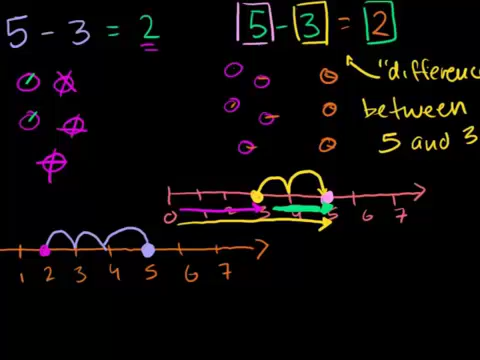 5 - 3 = 2
5 - 3 = 2
"difference
between
5 and 3
0 1 2 3 4 5 6 7
1 2 3 4 5 6 7